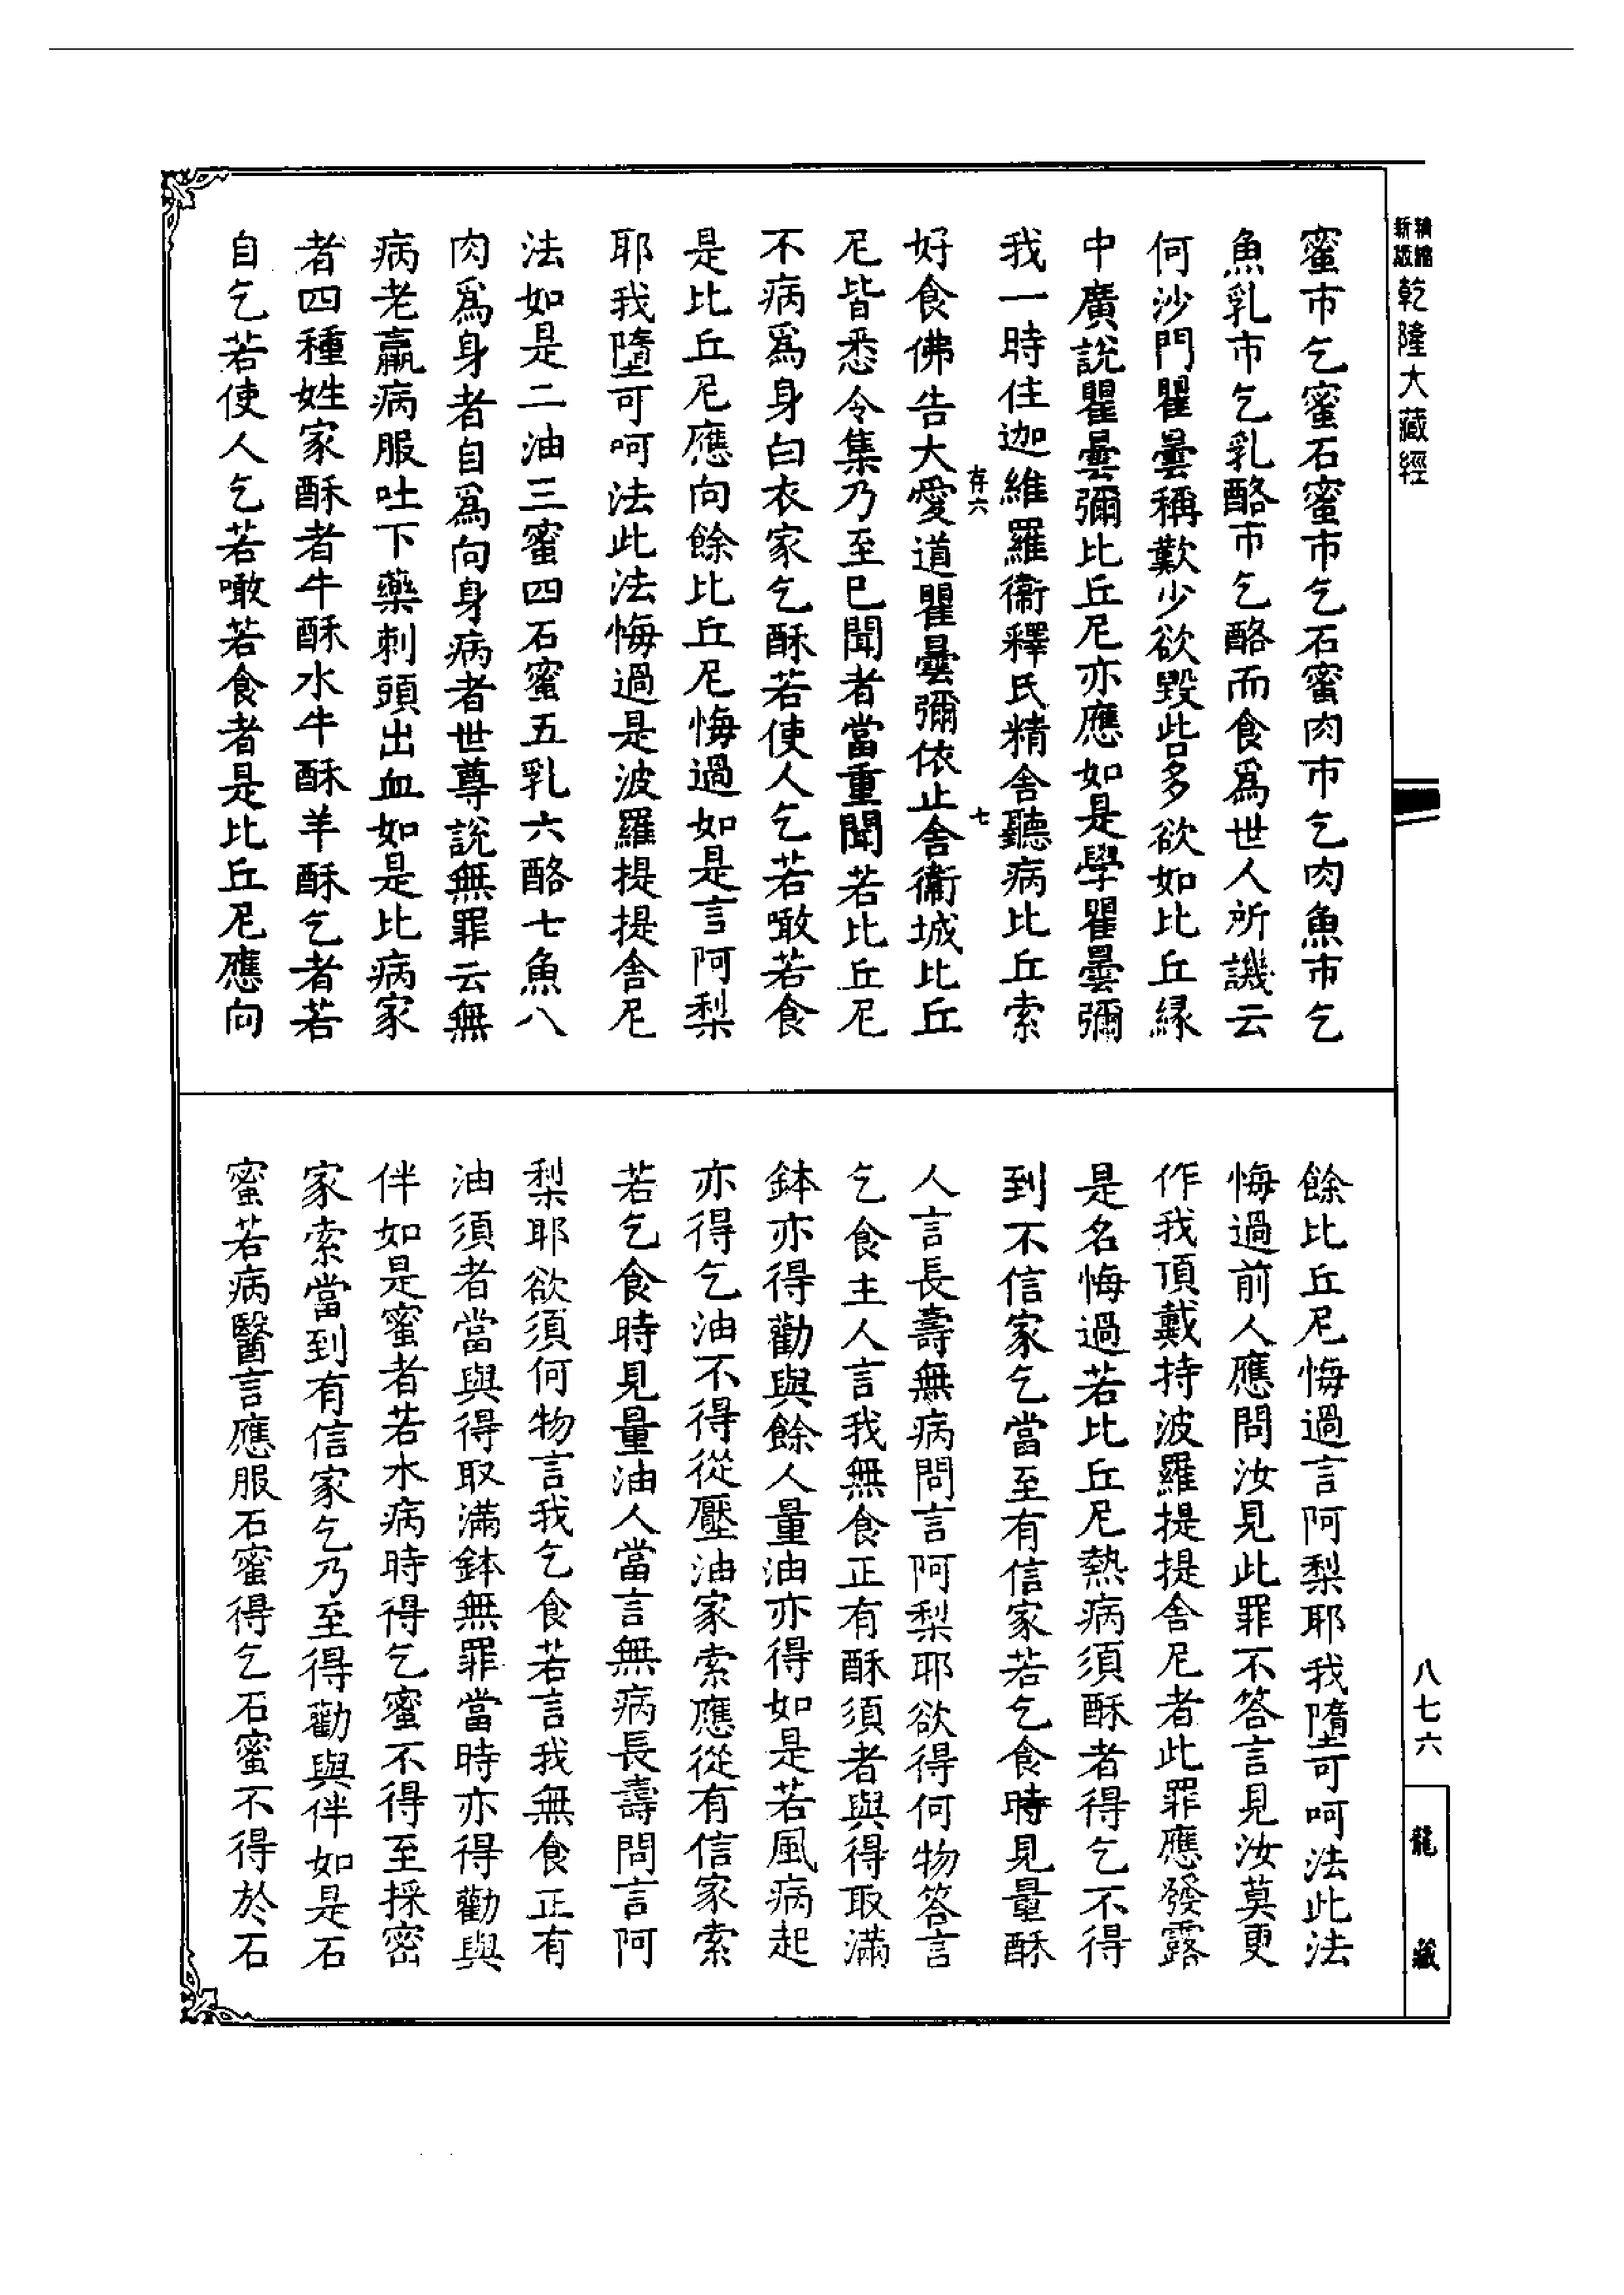 新版精縮乾隆大藏經
蜜市乞蜜石蜜市乞石蜜肉市乞肉魚市乞
魚乳市乞乳酪市乞酪而食爲世人所譏云
何沙門瞿曇稱歎少欲毀呰多欲如比丘緣
中廣說瞿曇彌比丘尼亦應如是學瞿曇彌
我一時住迦維羅衞釋氏精舍聽病比丘索
存六 七
好食佛告大愛道瞿曇彌依止舍衞城比丘
尼皆悉令集乃至已聞者當重聞若比丘尼
不病爲身白衣家乞酥若使人乞若噉若食
是比丘尼應向餘比丘尼悔過如是言阿梨
耶我墮可呵法此法悔過是波羅提提舍尼
法如是二油三蜜四石蜜五乳六酪七魚八
肉爲身者自爲向身病者世尊說無罪云無
病老羸病服吐下藥刺頭出血如是比病家
者四種姓家酥者牛酥水牛酥羊酥乞者若
自乞若使人乞若噉若食者是比丘尼應向
餘比丘尼悔過言阿梨耶我墮可呵法此法
悔過前人應問汝見此罪不答言見汝莫更
作我頂戴持波羅提提舍尼者此罪應發露
是名悔過若比丘尼熱病須酥者得乞不得
到不信家乞當至有信家若乞食時見量酥
人言長壽無病問言阿梨耶欲得何物答言
乞食主人言我無食正有酥須者與得取滿
鉢亦得勸與餘人量油亦得如是若風病起
亦得乞油不得從壓油家索應從有信家索
若乞食時見量油人當言無病長壽問言阿
梨耶欲須何物言我乞食若言我無食正有
油須者當與得取滿鉢無罪當時亦得勸與
伴如是蜜者若水病時得乞蜜不得至採密
家索當到有信家乞乃至得勸與伴如是石
蜜若病醫言應服石蜜得乞石蜜不得於石
八七六
龍藏